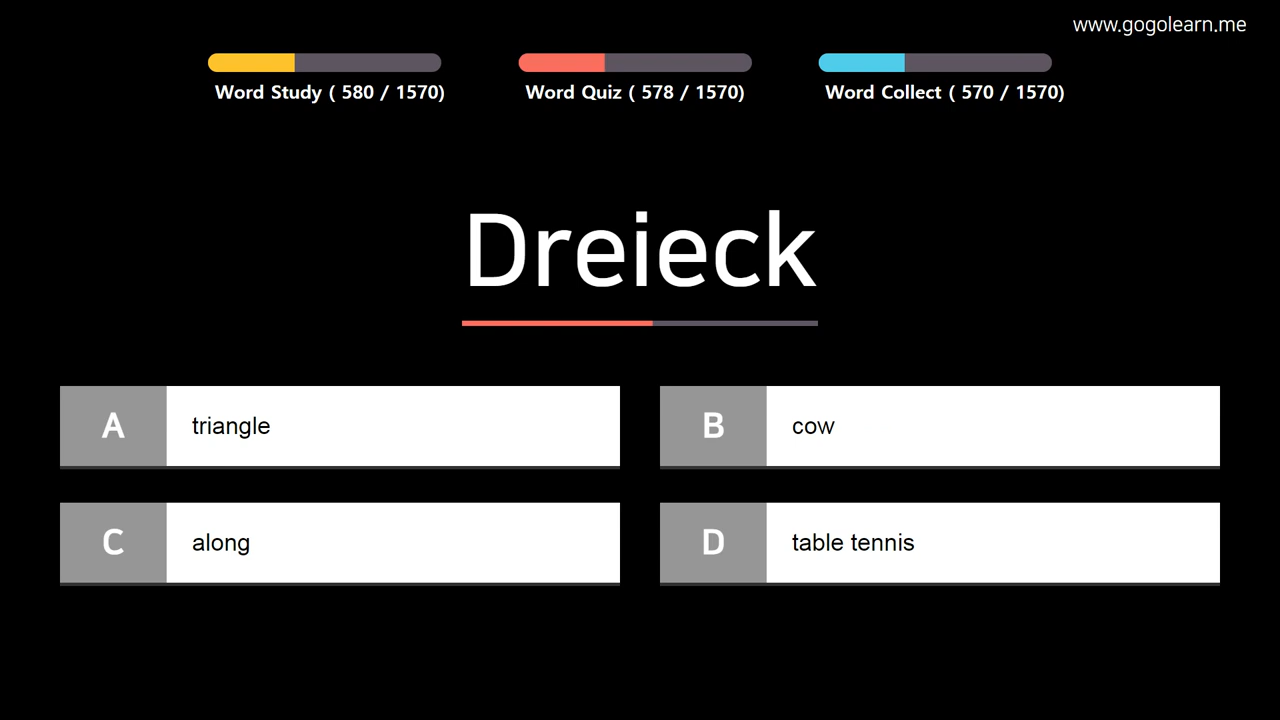 www.gogolearn.me
Word Study ( 580 / 1570)
Word Quiz ( 578 / 1570)
Word Collect ( 570 / 1570)
Dreieck
A triangle
B cow
C along
D table tennis